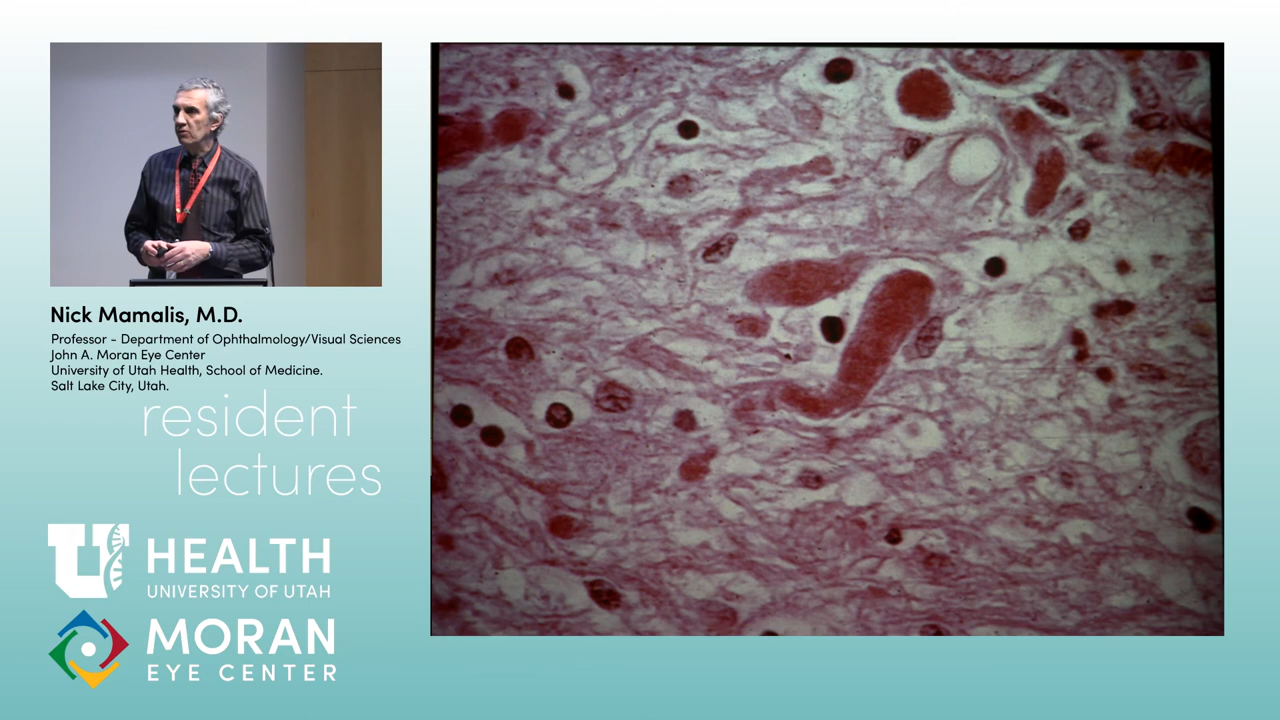 Nick Mamalis, M.D.
Professor - Department of Ophthalmology/Visual Sciences
John A. Moran Eye Center
University of Utah Health, School of Medicine.
Salt Lake City, Utah.
resident
lectures
U HEALTH
UNIVERSITY OF UTAH
MORAN
EYE CENTER